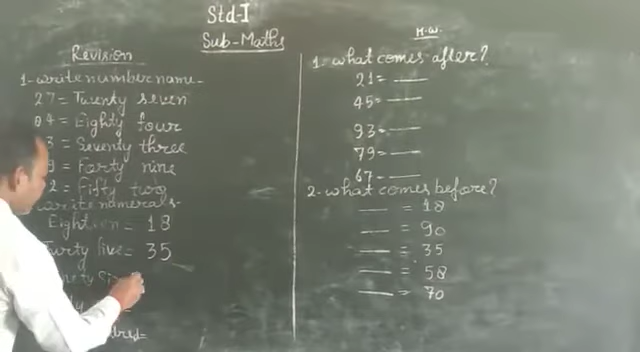 Std-I
Sub-Maths
Revision
1-write number name-
27= Twenty seven
84= Eighty four
3= Seventy three
9= Forty nine
2= Fifty two
write numerals-
Eighteen = 18
five= 35
H.W.
1-what comes after?
21= —
45= —
93= —
79= —
67= —
2-what comes before?
— = 18
— = 90
— = 35
— = 58
— = 70